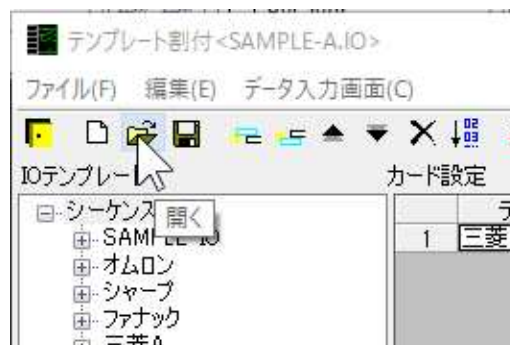 テンプレート割付<SAMPLE-A.IO>
ファイル(F) 編集(E) データ入力画面(C)
IOテンプレー
カード設定
開く
シーケンス
SAMPLE-IO
1 三菱
オムロン
シャープ
ファナック
三菱A